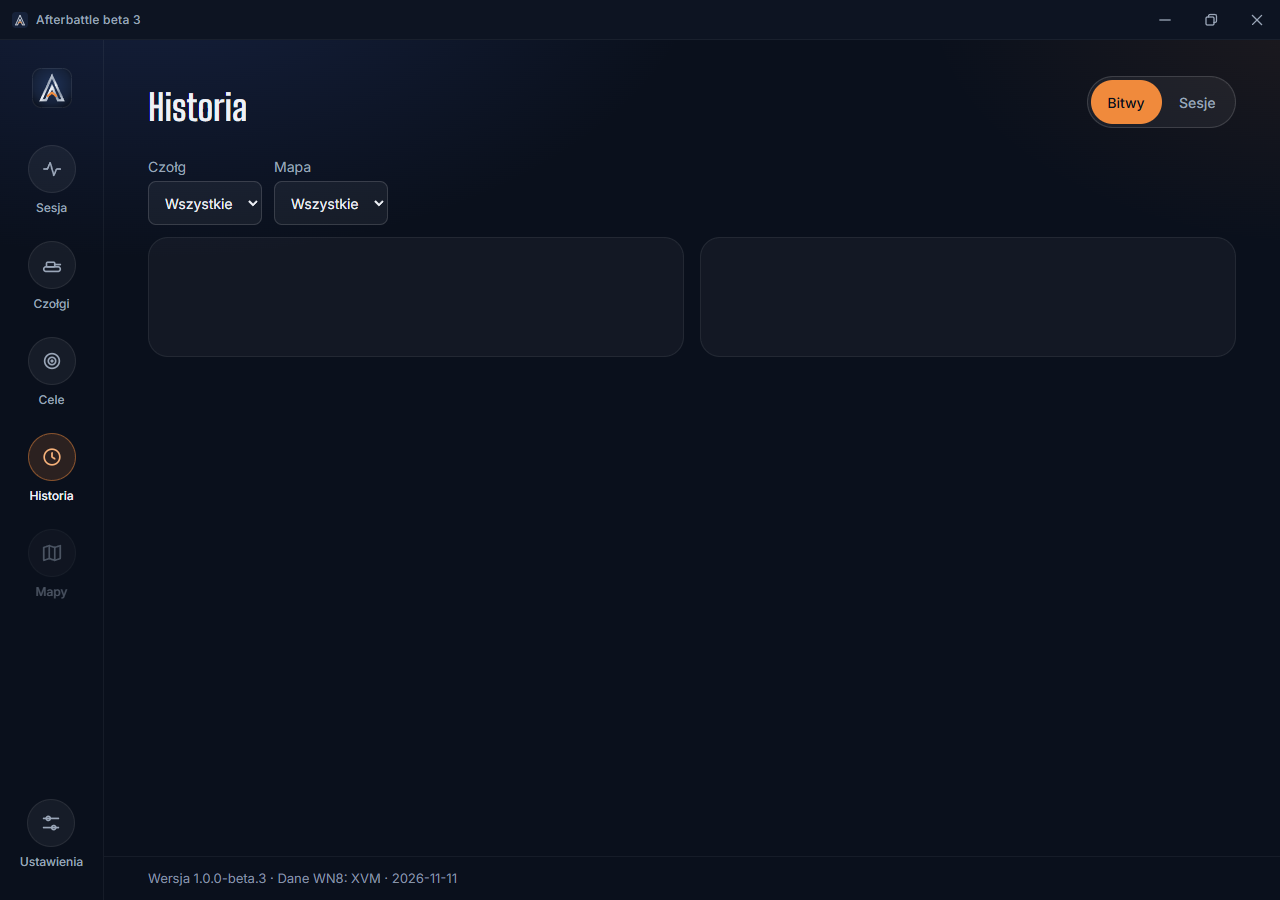 Afterbattle beta 3
Historia
Bitwy
Sesje
Czołg
Mapa
Wszystkie
Wszystkie
Sesja
Czołgi
Cele
Historia
Mapy
Ustawienia
Wersja 1.0.0-beta.3 · Dane WN8: XVM · 2026-11-11